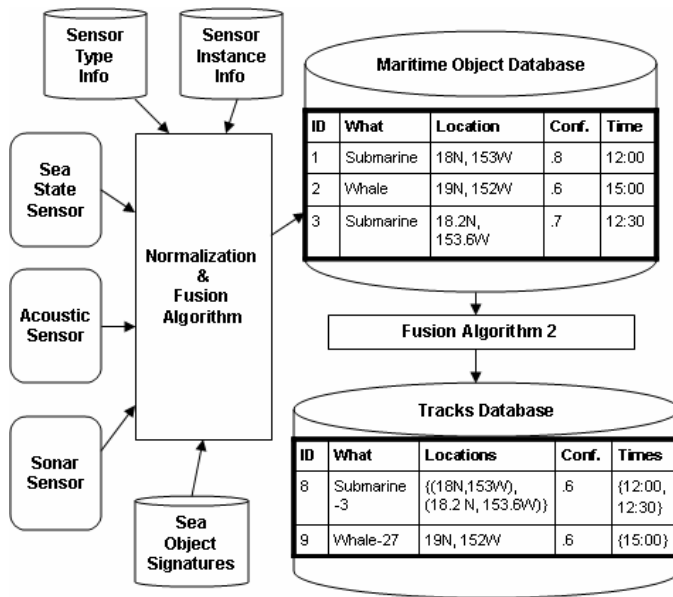 Sensor
Type
Info
Sensor
Instance
Info
Sea
State
Sensor
Acoustic
Sensor
Sonar
Sensor
Normalization
&
Fusion
Algorithm
Sea
Object
Signatures
Maritime Object Database
ID What Location Conf. Time
1 Submarine 18N, 153W .8 12:00
2 Whale 19N, 152W .6 15:00
3 Submarine 18.2N, .7 12:30
153.6W
Fusion Algorithm 2
Tracks Database
ID What Locations Conf. Times
8 Submarine {(18N,153W), .6 {12:00,
-3 (18.2 N, 153.6W)} 12:30}
9 Whale-27 19N, 152W .6 {15:00}